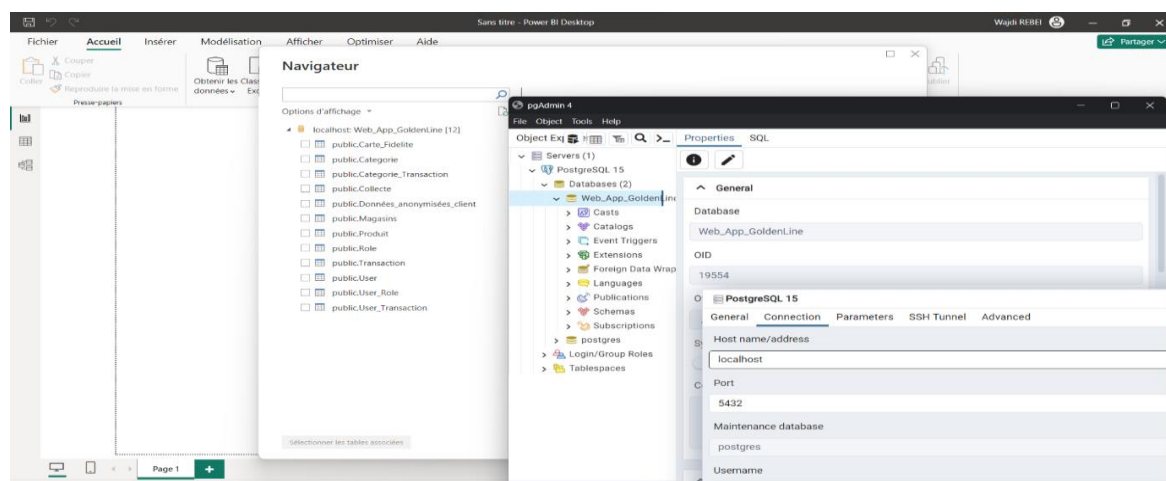 Sans titre - Power BI Desktop
Wajdi REBEI
Fichier Accueil Insérer Modélisation Afficher Optimiser Aide
Partager
Coller
Couper
Copier
Reproduire la mise en forme
Presse-papiers
Obtenir les données
Navigateur
Options d'affichage
localhost: Web_App_GoldenLine [12]
public.Carte_Fidelite
public.Categorie
public.Categorie_Transaction
public.Collecte
public.Données_anonymisées_client
public.Magasins
public.Produit
public.Role
public.Transaction
public.User
public.User_Role
public.User_Transaction
Sélectionner les tables associées
Page 1
pgAdmin 4
File Object Tools Help
Object Ex
Properties SQL
Servers (1)
PostgreSQL 15
Databases (2)
Web_App_GoldenLine
Casts
Catalogs
Event Triggers
Extensions
Foreign Data Wrap
Languages
Publications
Schemas
Subscriptions
postgres
Login/Group Roles
Tablespaces
General
Database
Web_App_GoldenLine
OID
19554
PostgreSQL 15
General Connection Parameters SSH Tunnel Advanced
Host name/address
localhost
Port
5432
Maintenance database
postgres
Username